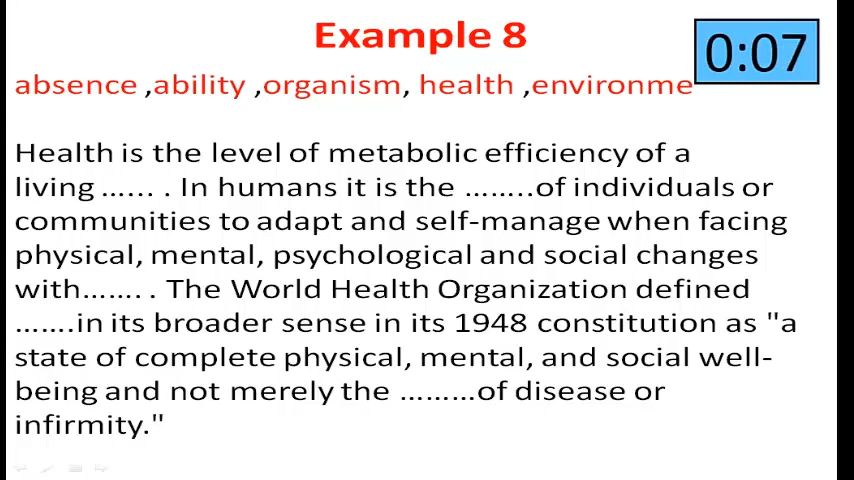 Example 8
0:07
absence ,ability ,organism, health ,environme
Health is the level of metabolic efficiency of a
living ...... . In humans it is the ........of individuals or
communities to adapt and self-manage when facing
physical, mental, psychological and social changes
with....... . The World Health Organization defined
.......in its broader sense in its 1948 constitution as "a
state of complete physical, mental, and social well-
being and not merely the .........of disease or
infirmity."